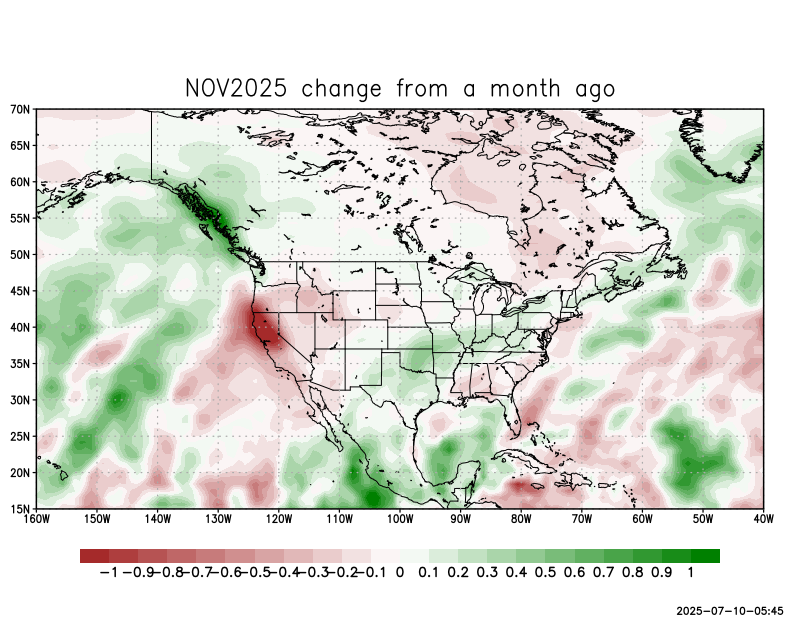 NOV2025 change from a month ago
70N
65N
60N
55N
50N
45N
40N
35N
30N
25N
20N
15N
160W 150W 140W 130W 120W 110W 100W 90W 80W 70W 60W 50W 40W
-1 -0.9 -0.8 -0.7 -0.6 -0.5 -0.4 -0.3 -0.2 -0.1 0 0.1 0.2 0.3 0.4 0.5 0.6 0.7 0.8 0.9 1
2025-07-10-05:45